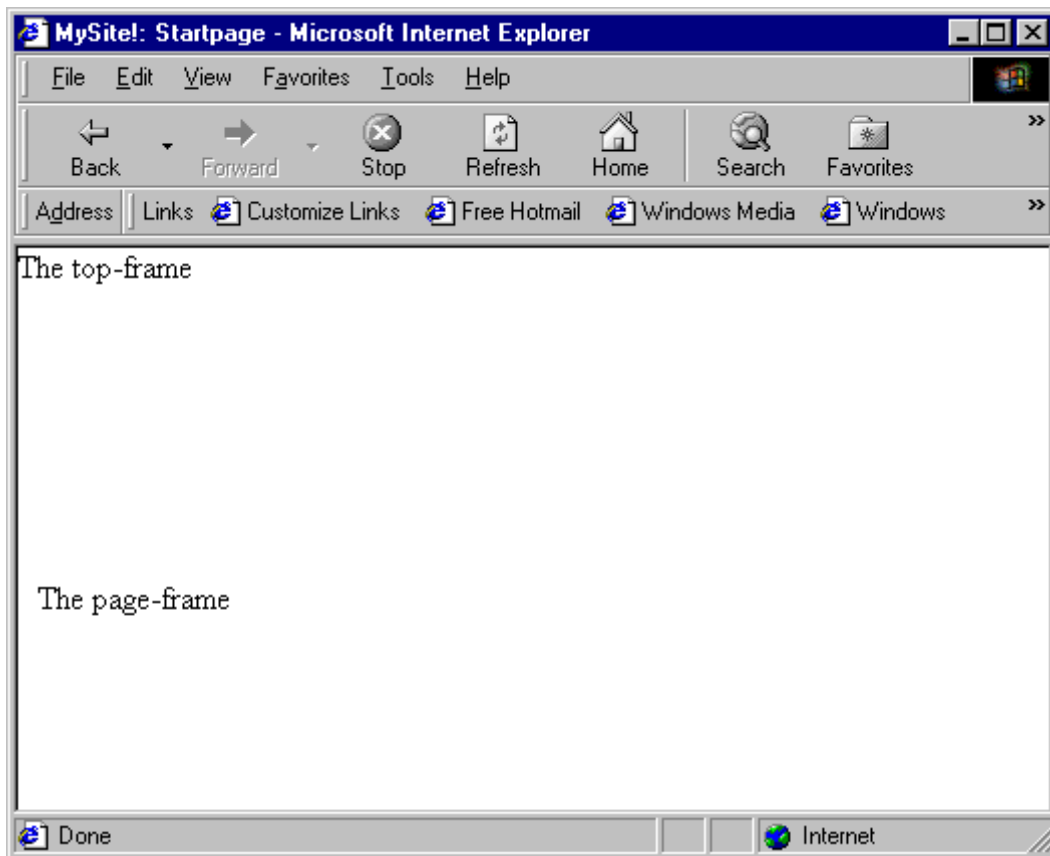 MySite!: Startpage - Microsoft Internet Explorer
File Edit View Favorites Tools Help
Back Forward Stop Refresh Home Search Favorites »
Address Links Customize Links Free Hotmail Windows Media Windows »
The top-frame
The page-frame
Done Internet